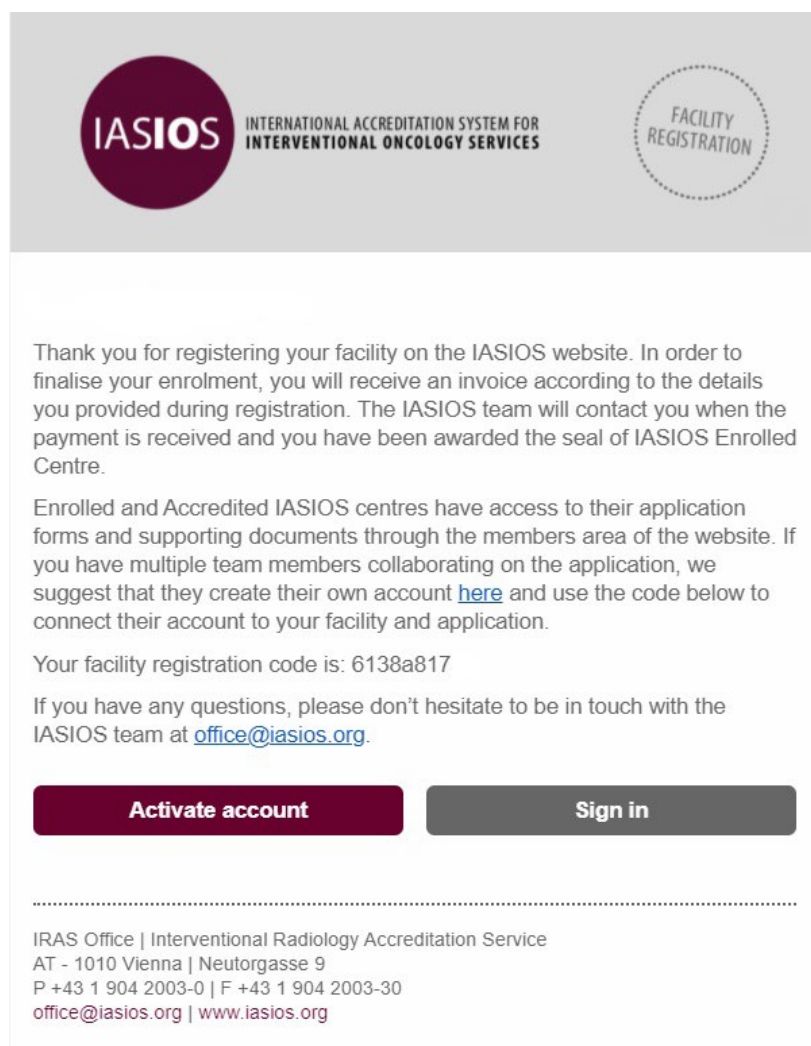 IASIOS
INTERNATIONAL ACCREDITATION SYSTEM FOR
INTERVENTIONAL ONCOLOGY SERVICES
FACILITY
REGISTRATION
Thank you for registering your facility on the IASIOS website. In order to
finalise your enrolment, you will receive an invoice according to the details
you provided during registration. The IASIOS team will contact you when the
payment is received and you have been awarded the seal of IASIOS Enrolled
Centre.
Enrolled and Accredited IASIOS centres have access to their application
forms and supporting documents through the members area of the website. If
you have multiple team members collaborating on the application, we
suggest that they create their own account here and use the code below to
connect their account to your facility and application.
Your facility registration code is: 6138a817
If you have any questions, please don’t hesitate to be in touch with the
IASIOS team at office@iasios.org.
Activate account
Sign in
IRAS Office | Interventional Radiology Accreditation Service
AT - 1010 Vienna | Neutorgasse 9
P +43 1 904 2003-0 | F +43 1 904 2003-30
office@iasios.org | www.iasios.org